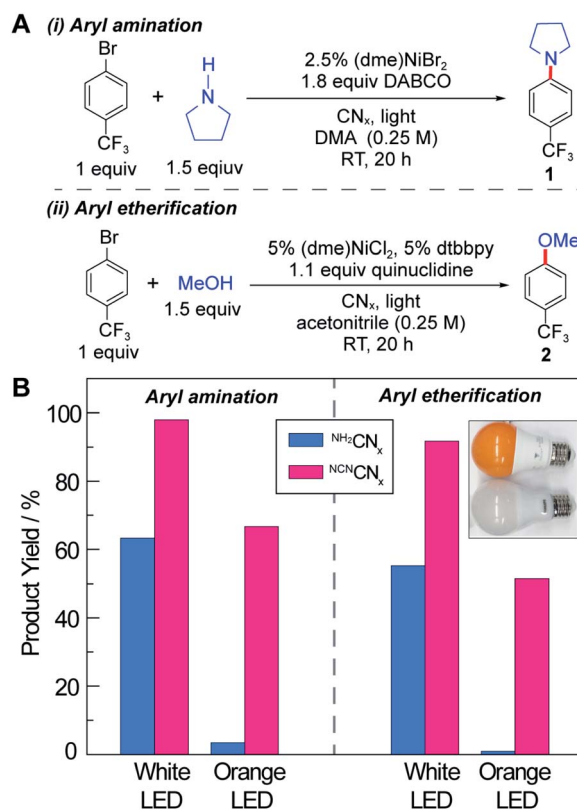 A
(i) Aryl amination
Br
CF₃
1 equiv
+
H
N
1.5 eqiuv
2.5% (dme)NiBr₂
1.8 equiv DABCO
CNₓ, light
DMA (0.25 M)
RT, 20 h
N
CF₃
1
(ii) Aryl etherification
Br
CF₃
1 equiv
+
MeOH
1.5 equiv
5% (dme)NiCl₂, 5% dtbbpy
1.1 equiv quinuclidine
CNₓ, light
acetonitrile (0.25 M)
RT, 20 h
OMe
CF₃
2
B
Aryl amination
Aryl etherification
NH₂CNₓ
NCNCNₓ
Product Yield / %
100
80
60
40
20
0
White
LED
Orange
LED
White
LED
Orange
LED